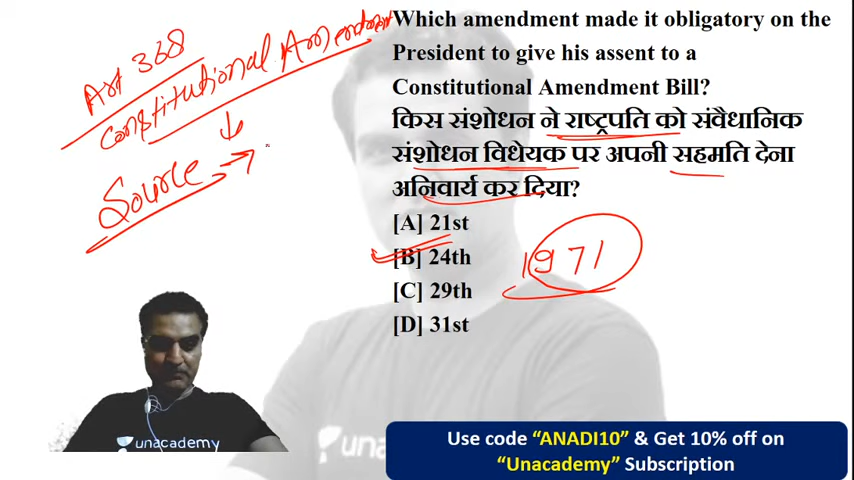 Art 368
Constitutional Amendment
Source
Which amendment made it obligatory on the
President to give his assent to a
Constitutional Amendment Bill?
किस संशोधन ने राष्ट्रपति को संवैधानिक
संशोधन विधेयक पर अपनी सहमति देना
अनिवार्य कर दिया?
[A] 21st
[B] 24th
[C] 29th
[D] 31st
1971
unacademy
una
Use code “ANADI10” & Get 10% off on
“Unacademy” Subscription